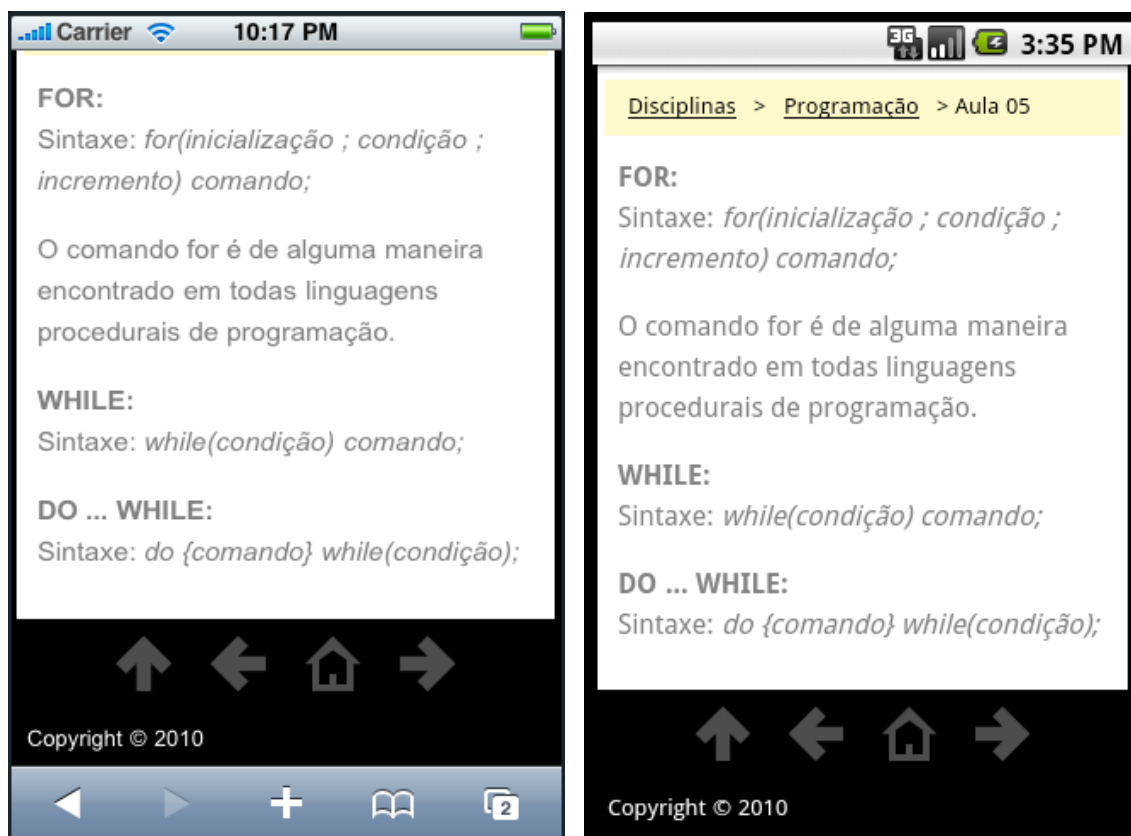 Carrier 10:17 PM
FOR:
Sintaxe: for(inicialização ; condição ;
incremento) comando;
O comando for é de alguma maneira
encontrado em todas linguagens
procedurais de programação.
WHILE:
Sintaxe: while(condição) comando;
DO ... WHILE:
Sintaxe: do {comando} while(condição);
Copyright © 2010
2
3G 3:35 PM
Disciplinas > Programação > Aula 05
FOR:
Sintaxe: for(inicialização ; condição ;
incremento) comando;
O comando for é de alguma maneira
encontrado em todas linguagens
procedurais de programação.
WHILE:
Sintaxe: while(condição) comando;
DO ... WHILE:
Sintaxe: do {comando} while(condição);
Copyright © 2010